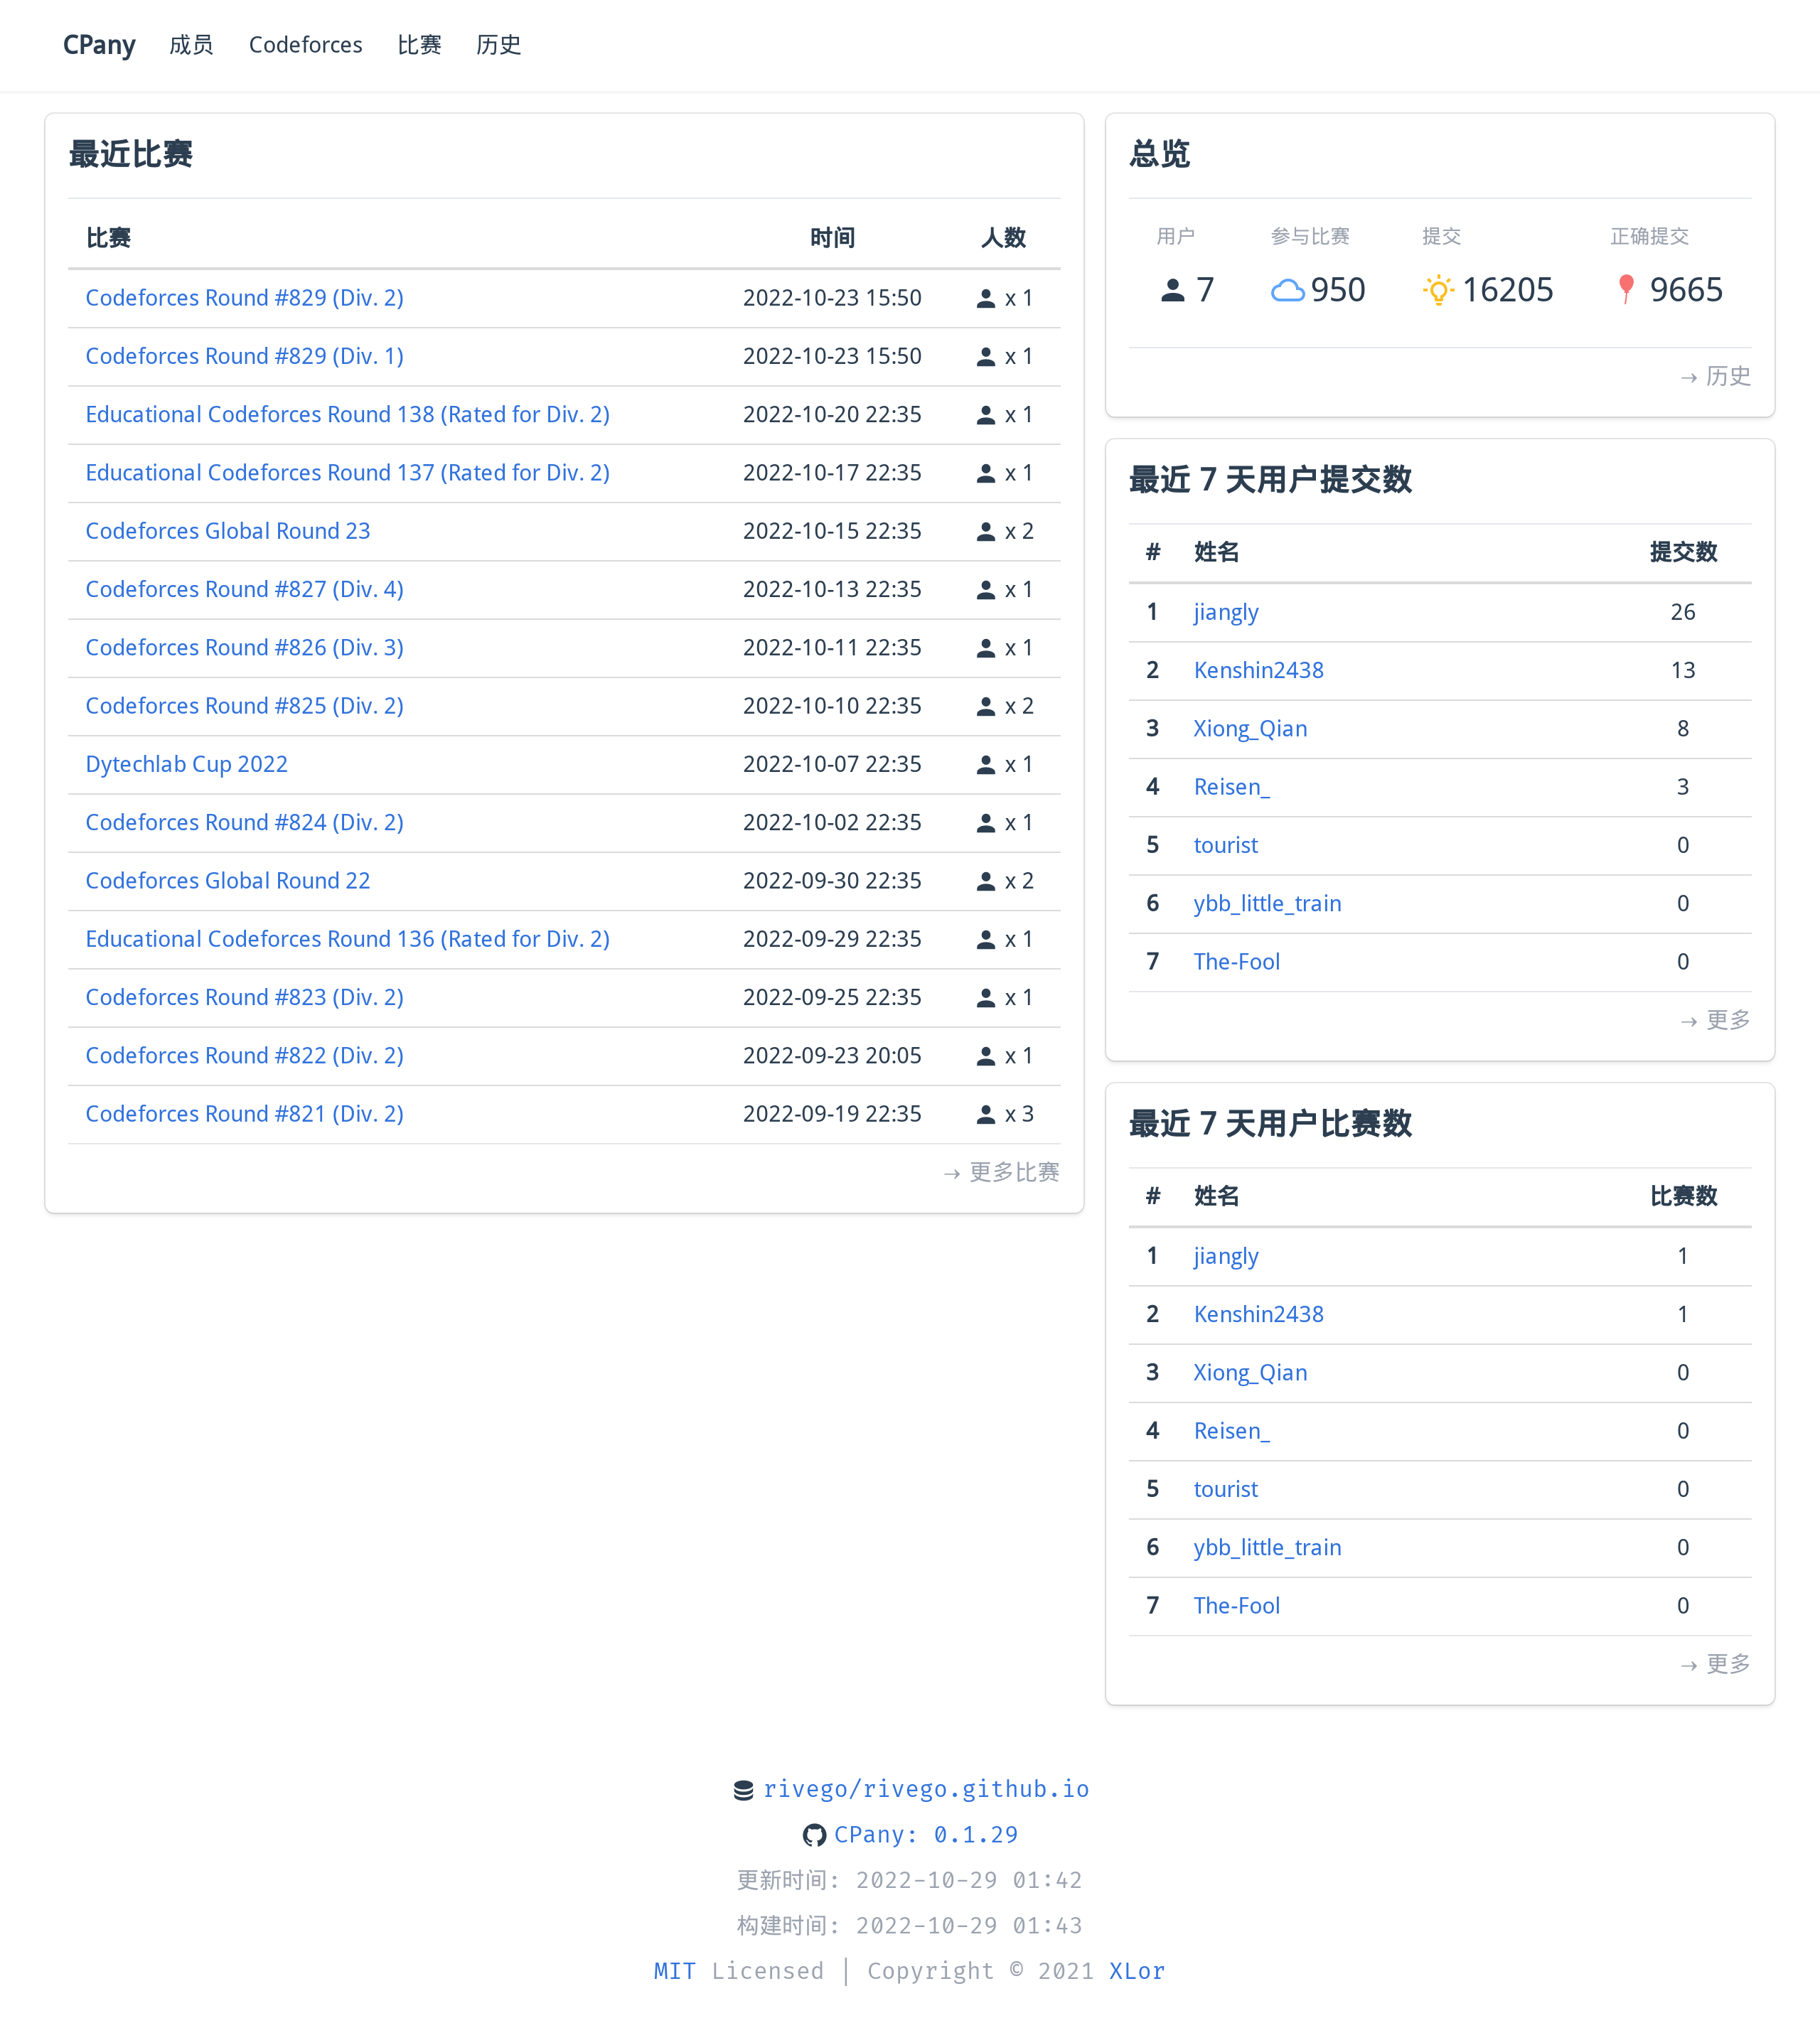 CPany 成员 Codeforces 比赛 历史
最近比赛
比赛 时间 人数
Codeforces Round #829 (Div. 2) 2022-10-23 15:50 x 1
Codeforces Round #829 (Div. 1) 2022-10-23 15:50 x 1
Educational Codeforces Round 138 (Rated for Div. 2) 2022-10-20 22:35 x 1
Educational Codeforces Round 137 (Rated for Div. 2) 2022-10-17 22:35 x 1
Codeforces Global Round 23 2022-10-15 22:35 x 2
Codeforces Round #827 (Div. 4) 2022-10-13 22:35 x 1
Codeforces Round #826 (Div. 3) 2022-10-11 22:35 x 1
Codeforces Round #825 (Div. 2) 2022-10-10 22:35 x 2
Dytechlab Cup 2022 2022-10-07 22:35 x 1
Codeforces Round #824 (Div. 2) 2022-10-02 22:35 x 1
Codeforces Global Round 22 2022-09-30 22:35 x 2
Educational Codeforces Round 136 (Rated for Div. 2) 2022-09-29 22:35 x 1
Codeforces Round #823 (Div. 2) 2022-09-25 22:35 x 1
Codeforces Round #822 (Div. 2) 2022-09-23 20:05 x 1
Codeforces Round #821 (Div. 2) 2022-09-19 22:35 x 3
→ 更多比赛
总览
用户 参与比赛 提交 正确提交
7 950 16205 9665
→ 历史
最近 7 天用户提交数
# 姓名 提交数
1 jiangly 26
2 Kenshin2438 13
3 Xiong_Qian 8
4 Reisen_ 3
5 tourist 0
6 ybb_little_train 0
7 The-Fool 0
→ 更多
最近 7 天用户比赛数
# 姓名 比赛数
1 jiangly 1
2 Kenshin2438 1
3 Xiong_Qian 0
4 Reisen_ 0
5 tourist 0
6 ybb_little_train 0
7 The-Fool 0
→ 更多
rivego/rivego.github.io
CPany: 0.1.29
更新时间: 2022-10-29 01:42
构建时间: 2022-10-29 01:43
MIT Licensed | Copyright © 2021 XLor